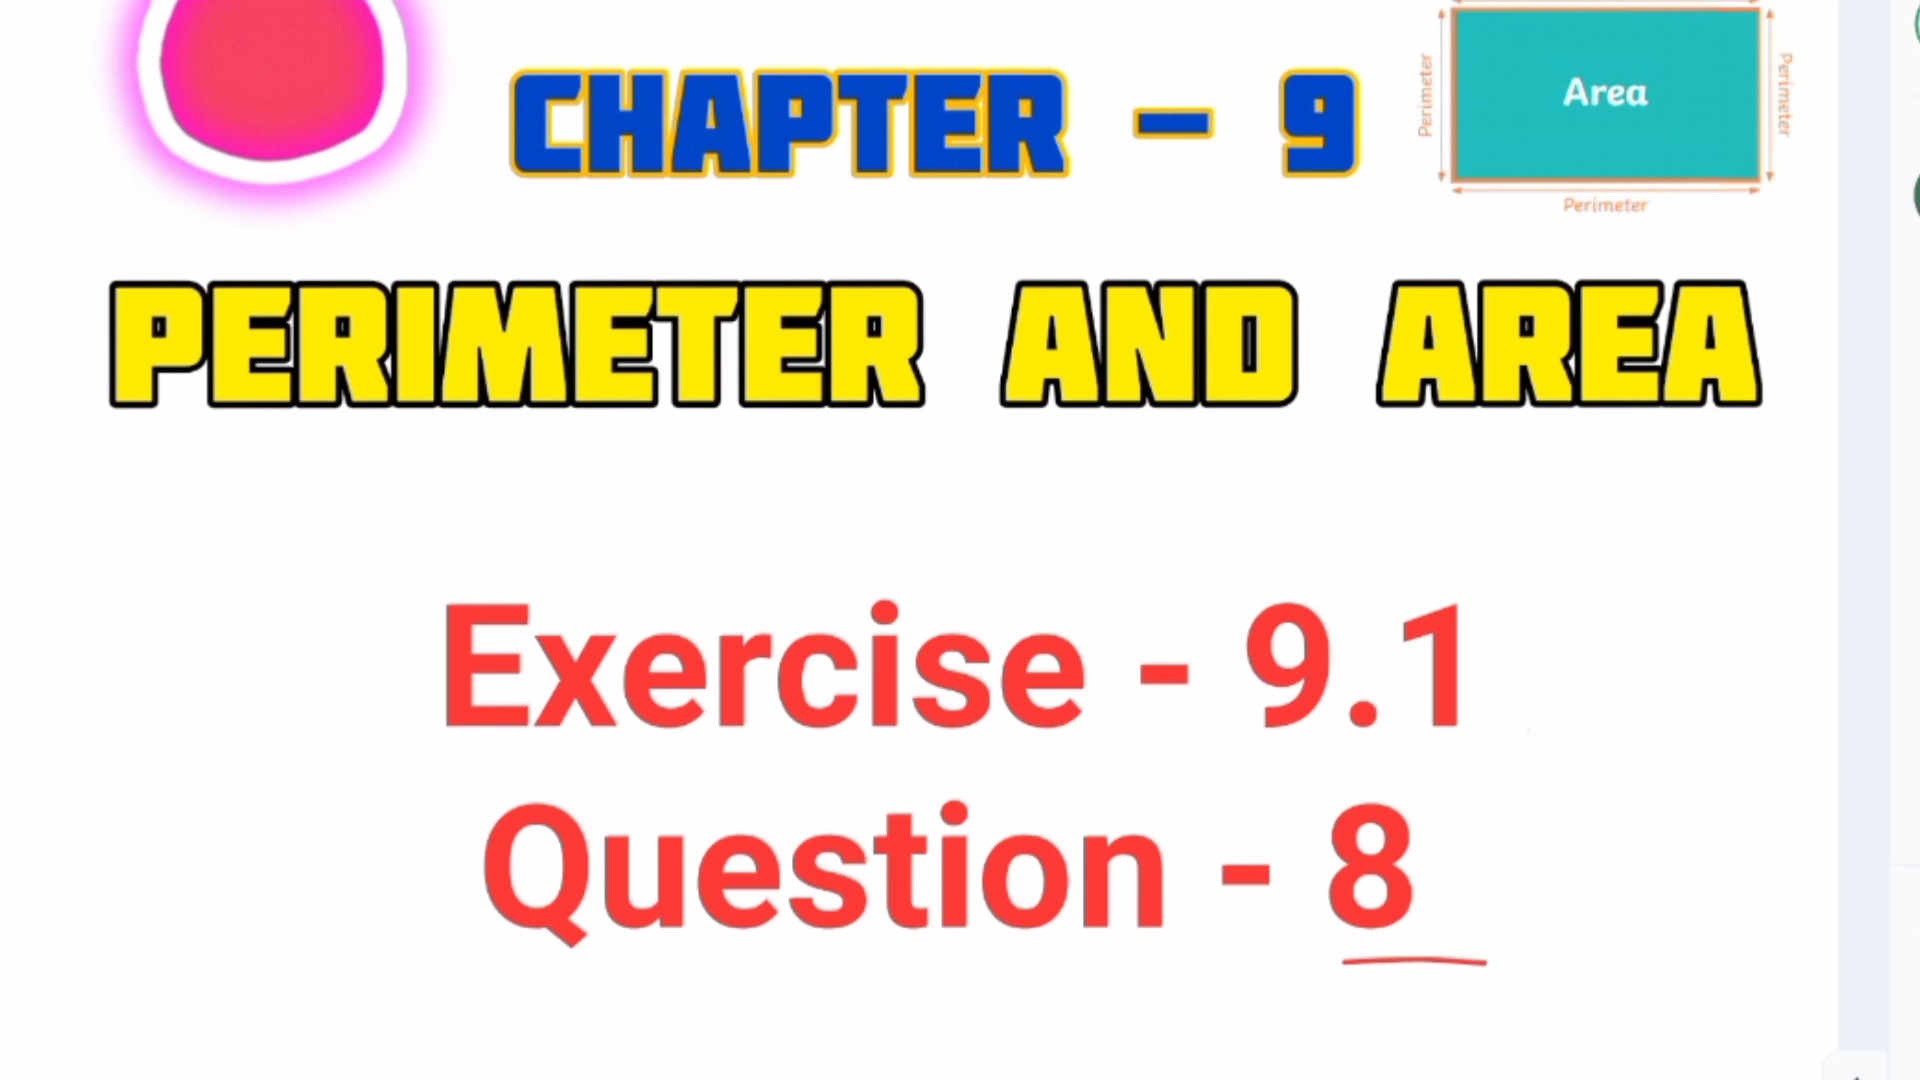 CHAPTER – 9
Area
Perimeter
Perimeter
Perimeter
PERIMETER AND AREA
Exercise - 9.1
Question - 8